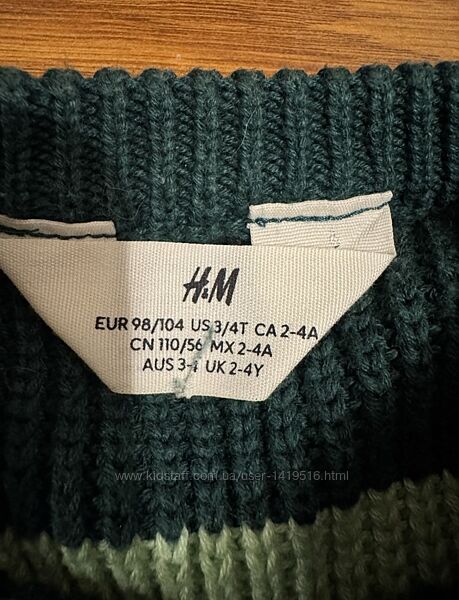 H&M
EUR 98/104 US 3/4T CA 2-4A
CN 110/56 MX 2-4A
AUS UK 2-4Y
www.kidstaff.com.ua/user-1419516.html